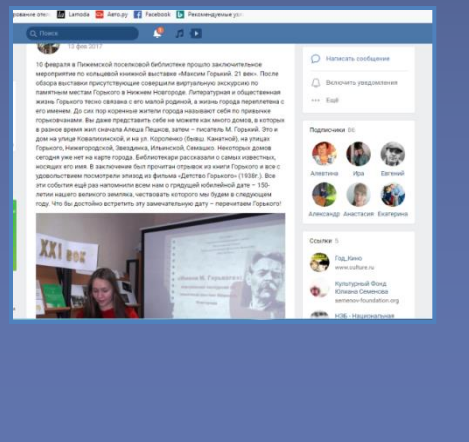 Lamoda Авто.ру Facebook Рекомендуемые
Поиск
13 фев 2017
10 февраля в Пижемской поселковой библиотеке прошло заключительное
мероприятие по кольцевой книжной выставке «Максим Горький. 21 век». После
обзора выставки присутствующие совершили виртуальную экскурсию по
памятным местам Горького в Нижнем Новгороде. Литературная и общественная
жизнь Горького тесно связана с его малой родиной, а жизнь города переплетена с
его именем. До сих пор коренные жители города называют себя по привычке
горьковчанами. Вы даже представить себе не можете как много домов, в которых
в разное время жил сначала Алеша Пешков, затем – писатель М. Горький. Это и
дом на улице Ковалихинской, и на ул. Короленко (бывш. Канатной), на улицах
Горького, Нижегородской, Звездинка, Ильинской, Семашко. Некоторых домов
сегодня уже нет на карте города. Библиотекари рассказали о самых известных,
носящих его имя. В заключение был прочитан отрывок из книги Горького и все с
удовольствием посмотрели эпизод из фильма «Детство Горького» (1938г.). Все
эти события ещё раз напомнили всем нам о грядущей юбилейной дате – 150-
летии нашего великого земляка, чествовать которого мы будем в следующем
году. Что бы достойно встретить эту замечательную дату – перечитаем Горького!
XXI век
Написать сообщение
Включить уведомления
Ещё
Подписчики 66
Алевтина Ира Евгений
Александр Анастасия Екатерина
Ссылки 5
Год_Кино
www.culture.ru
Культурный Фонд
Юлиана Семенова
semenov-foundation.org
НЭБ - Национальная